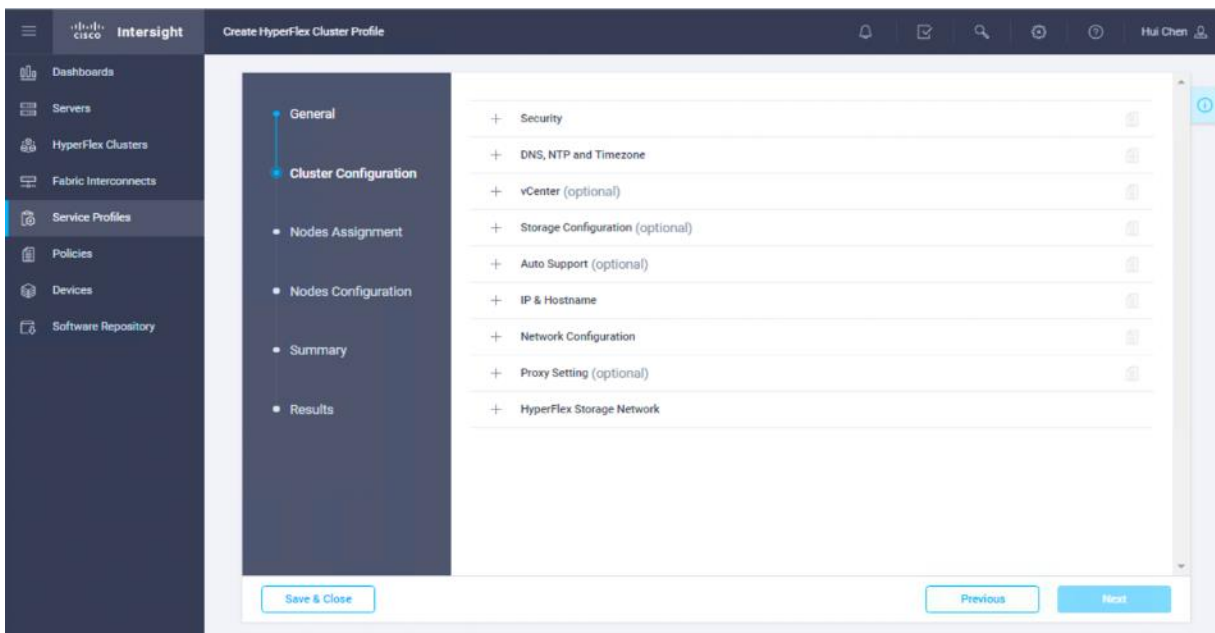 cisco Intersight
Create HyperFlex Cluster Profile
Hui Chen
Dashboards
Servers
HyperFlex Clusters
Fabric Interconnects
Service Profiles
Policies
Devices
Software Repository
General
Cluster Configuration
Nodes Assignment
Nodes Configuration
Summary
Results
+ Security
+ DNS, NTP and Timezone
+ vCenter (optional)
+ Storage Configuration (optional)
+ Auto Support (optional)
+ IP & Hostname
+ Network Configuration
+ Proxy Setting (optional)
+ HyperFlex Storage Network
Save & Close
Previous
Next